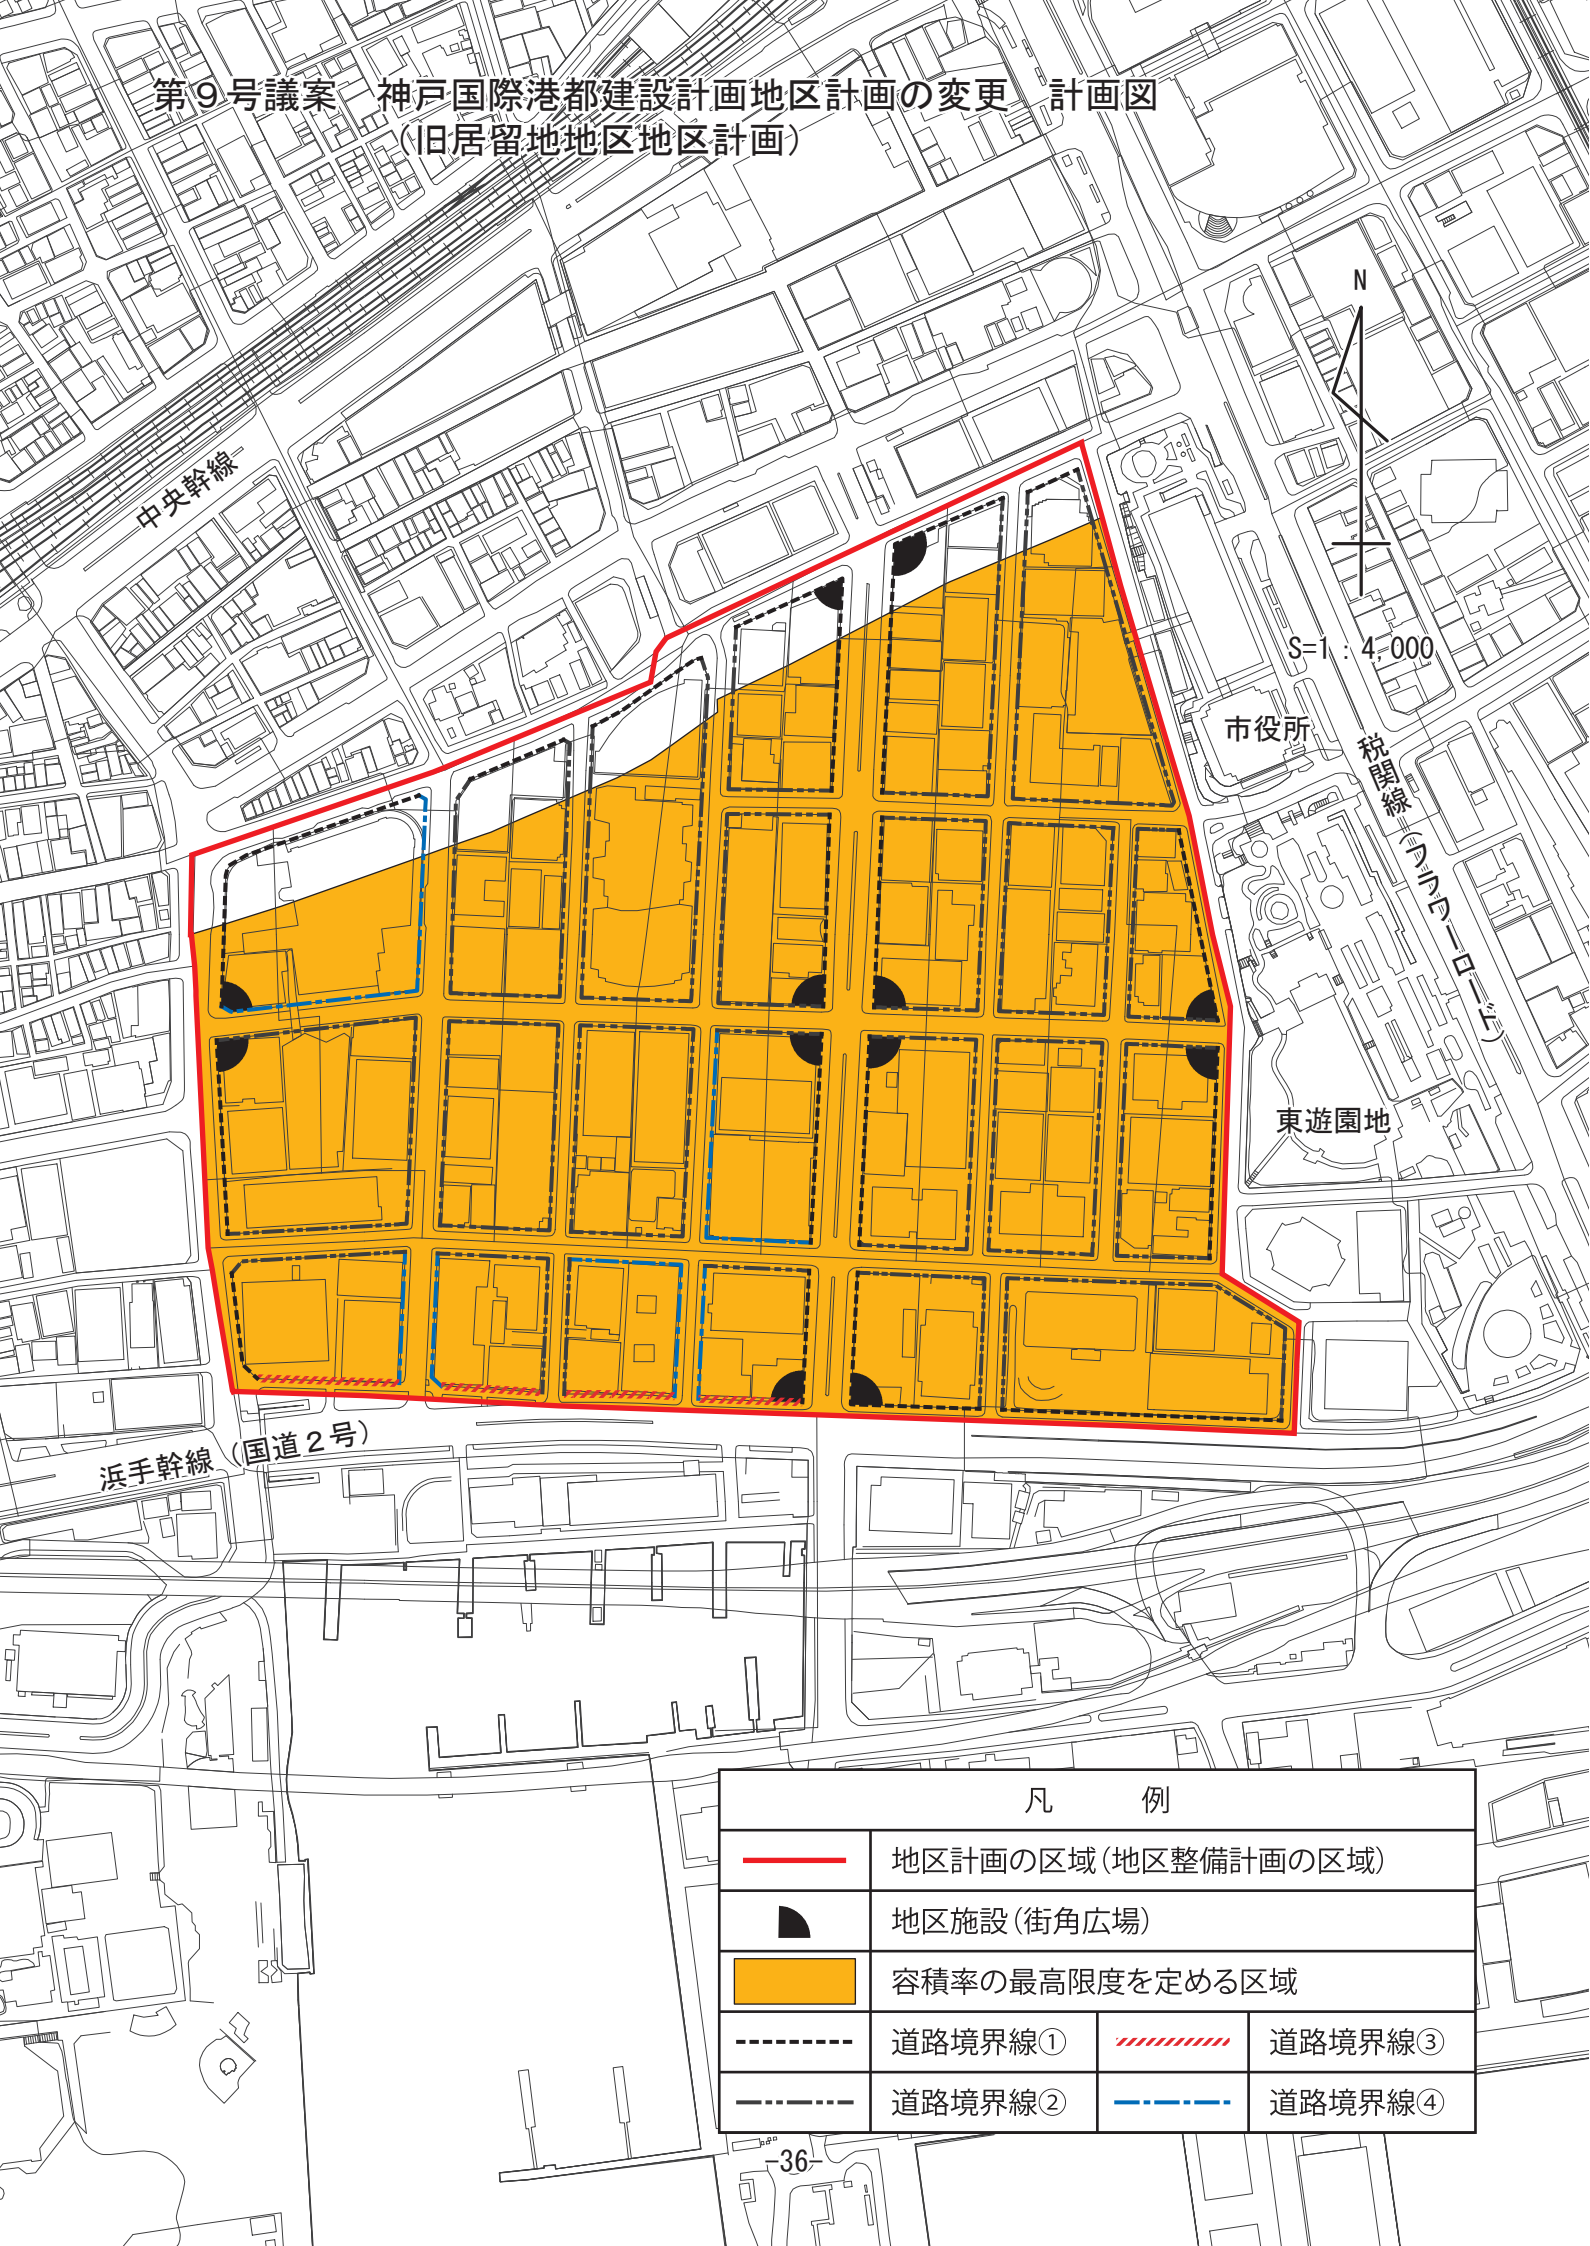 第９号議案　神戸国際港都建設計画地区計画の変更　計画図
（旧居留地地区地区計画）
N
中央幹線
S=1：4,000
市役所
税関線（フラワーロード）
東遊園地
浜手幹線（国道２号）
凡　例
地区計画の区域（地区整備計画の区域）
地区施設（街角広場）
容積率の最高限度を定める区域
道路境界線①　道路境界線③
道路境界線②　道路境界線④
-36-